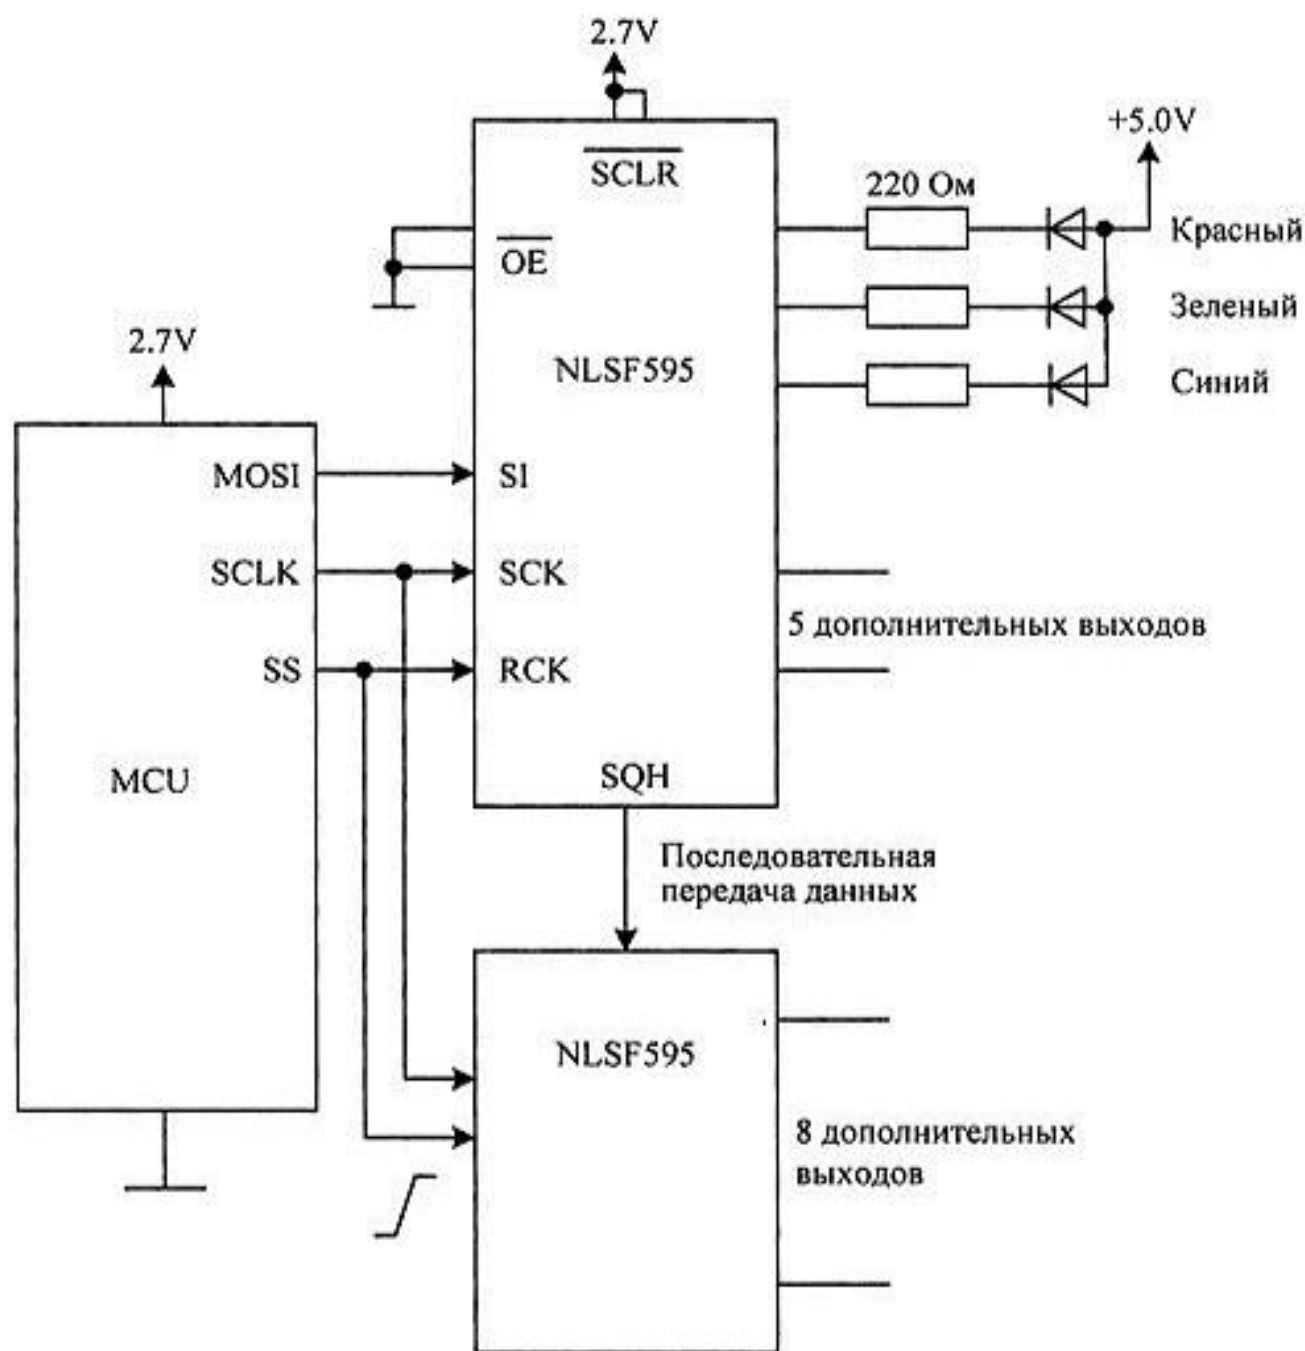 2.7V
+5.0V
SCLR
220 Ом
Красный
OE
Зеленый
2.7V
NLSF595
Синий
MOSI
SI
SCLK
SCK
5 дополнительных выходов
SS
RCK
MCU
SQH
Последовательная
передача данных
NLSF595
8 дополнительных
выходов